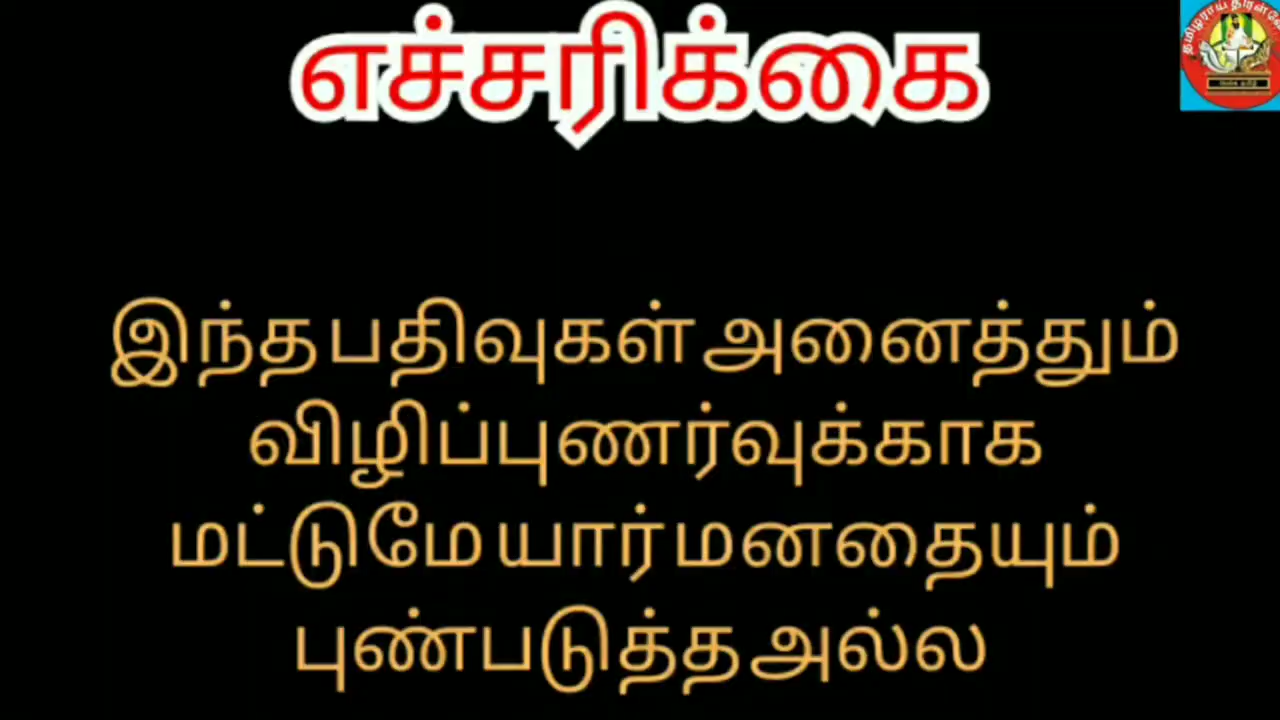 எச்சரிக்கை
இந்த பதிவுகள் அனைத்தும்
விழிப்புணர்வுக்காக
மட்டுமே யார் மனதையும்
புண்படுத்த அல்ல